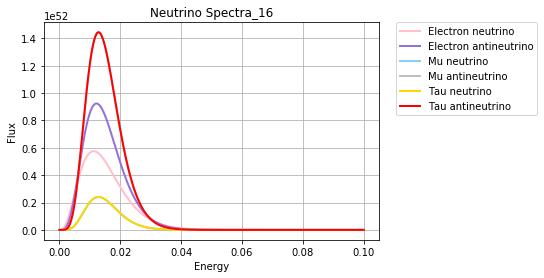 Neutrino Spectra_16
1e52
1.4
1.2
1.0
0.8
0.6
0.4
0.2
0.0
Flux
0.00 0.02 0.04 0.06 0.08 0.10
Energy
Electron neutrino
Electron antineutrino
Mu neutrino
Mu antineutrino
Tau neutrino
Tau antineutrino